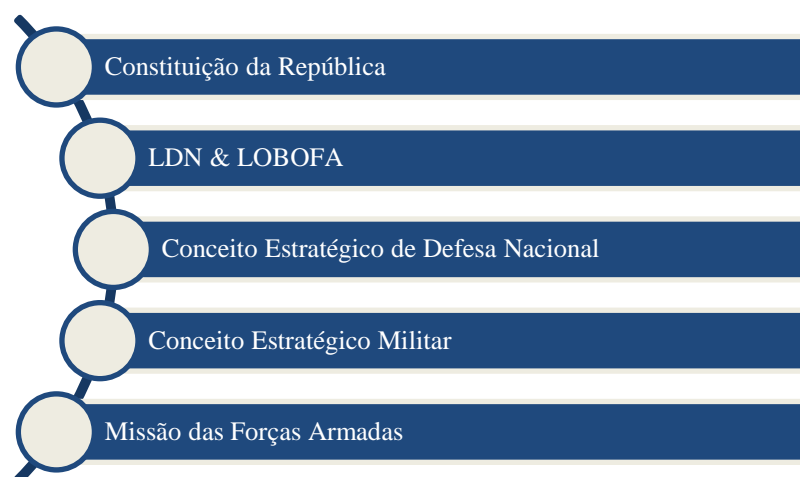 Constituição da República
LDN & LOBOFA
Conceito Estratégico de Defesa Nacional
Conceito Estratégico Militar
Missão das Forças Armadas